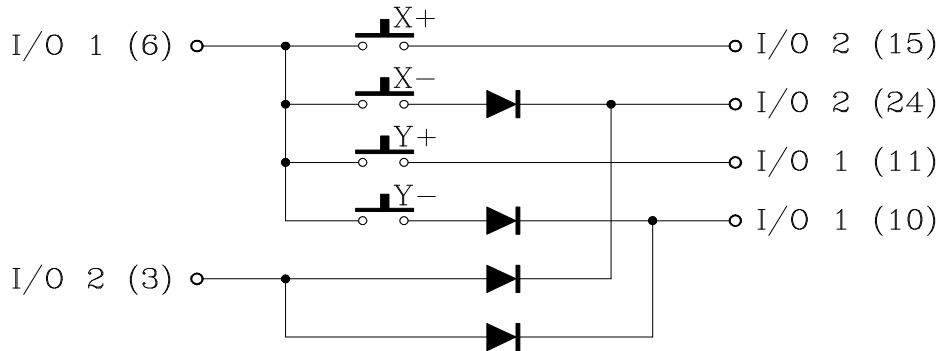 X+
I/O 1 (6)
I/O 2 (15)
X-
I/O 2 (24)
Y+
I/O 1 (11)
Y-
I/O 1 (10)
I/O 2 (3)